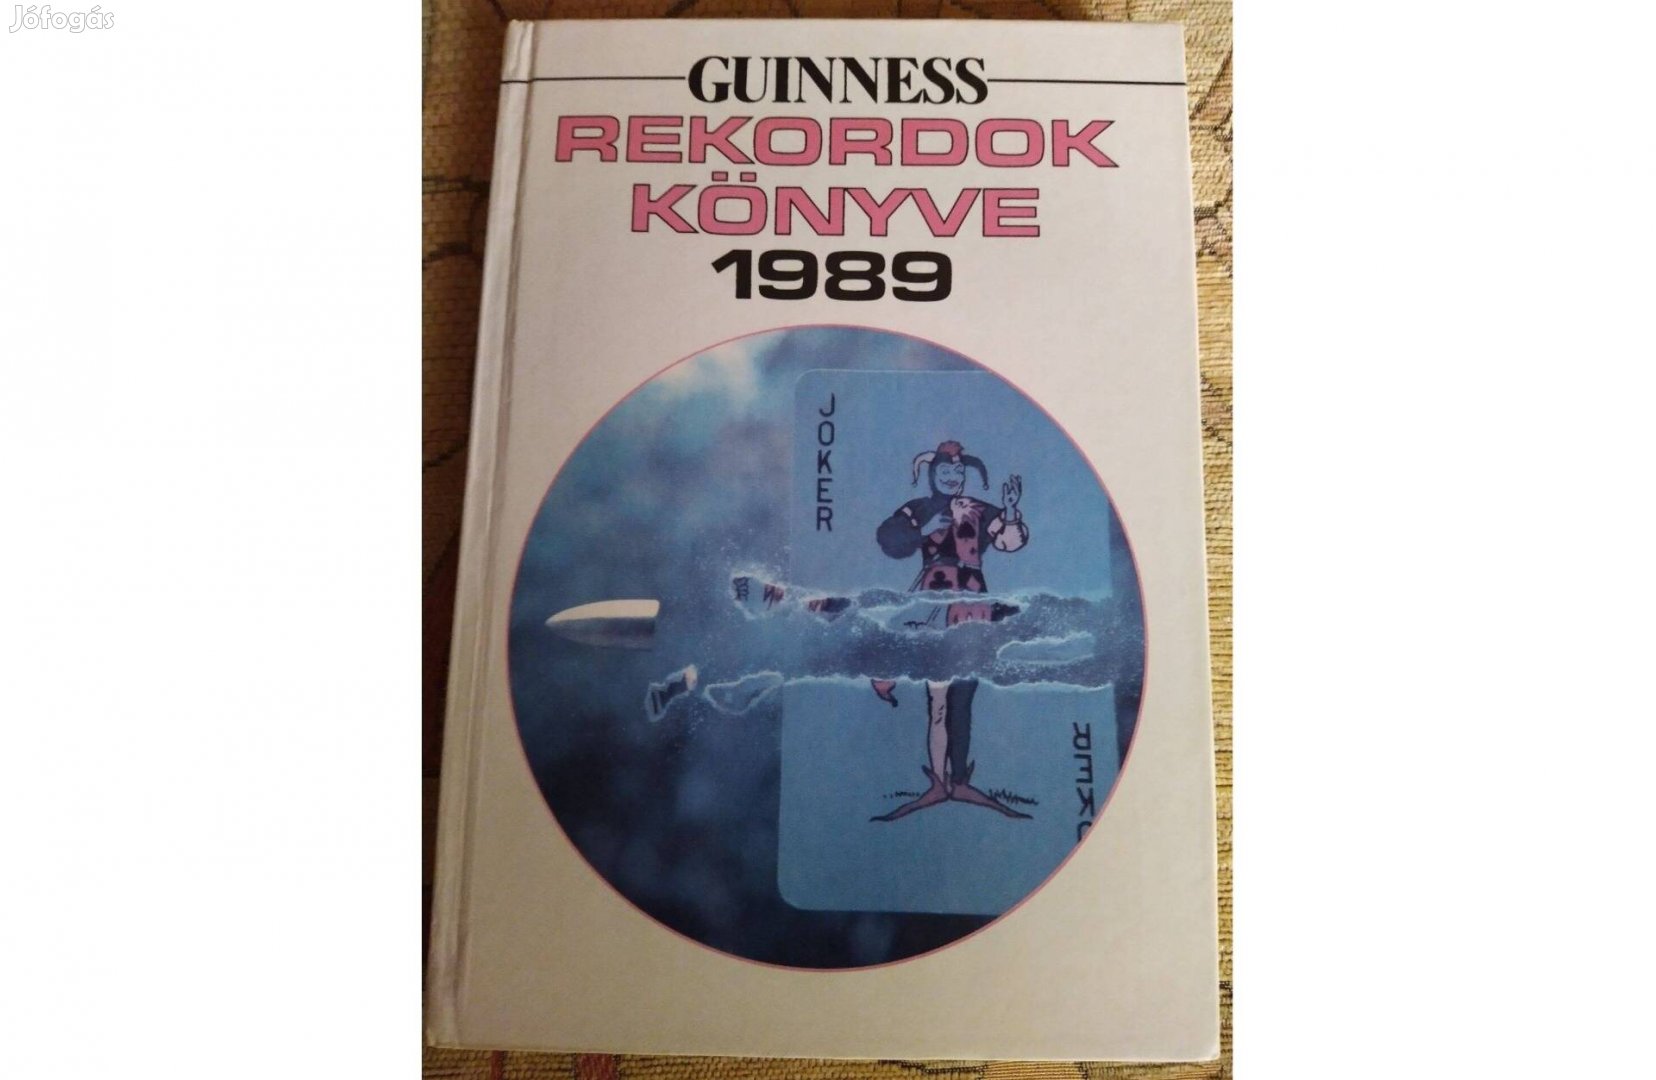 Jófogás
GUINNESS
REKORDOK
KÖNYVE
1989
JOKER
JOKER